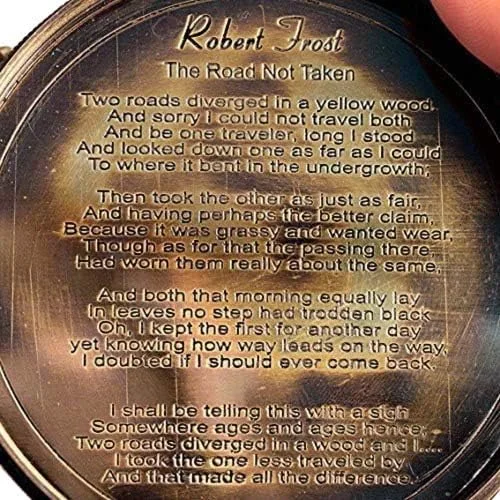 Robert Frost
The Road Not Taken
Two roads diverged in a yellow wood.
And sorry I could not travel both
And be one traveler, long I stood
And looked down one as far as I could
To where it bent in the undergrowth;
Then took the other as just as fair,
And having perhaps the better claim,
Because it was grassy and wanted wear,
Though as for that the passing there,
Had worn them really about the same,
And both that morning equally lay
In leaves no step had trodden black
Oh, I kept the first for another day
yet knowing how way leads on the way,
I doubted if I should ever come back.
I shall be telling this with a sigh
Somewhere ages and ages hence;
Two roads diverged in a wood and I....
I took the one less traveled by
And that made all the difference.